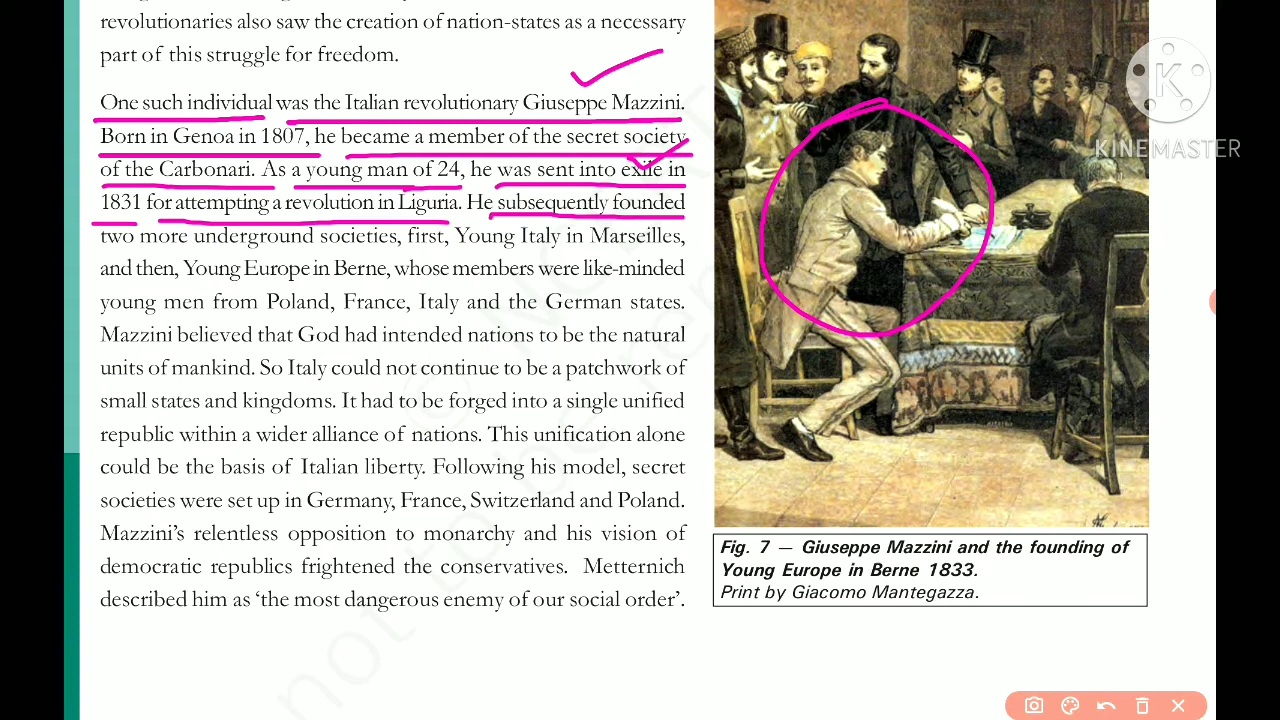 revolutionaries also saw the creation of nation-states as a necessary
part of this struggle for freedom.
One such individual was the Italian revolutionary Giuseppe Mazzini.
Born in Genoa in 1807, he became a member of the secret society
of the Carbonari. As a young man of 24, he was sent into exile in
1831 for attempting a revolution in Liguria. He subsequently founded
two more underground societies, first, Young Italy in Marseilles,
and then, Young Europe in Berne, whose members were like-minded
young men from Poland, France, Italy and the German states.
Mazzini believed that God had intended nations to be the natural
units of mankind. So Italy could not continue to be a patchwork of
small states and kingdoms. It had to be forged into a single unified
republic within a wider alliance of nations. This unification alone
could be the basis of Italian liberty. Following his model, secret
societies were set up in Germany, France, Switzerland and Poland.
Mazzini's relentless opposition to monarchy and his vision of
democratic republics frightened the conservatives. Metternich
described him as ‘the most dangerous enemy of our social order’.
K
KINEMASTER
Fig. 7 — Giuseppe Mazzini and the founding of
Young Europe in Berne 1833.
Print by Giacomo Mantegazza.
not to be re